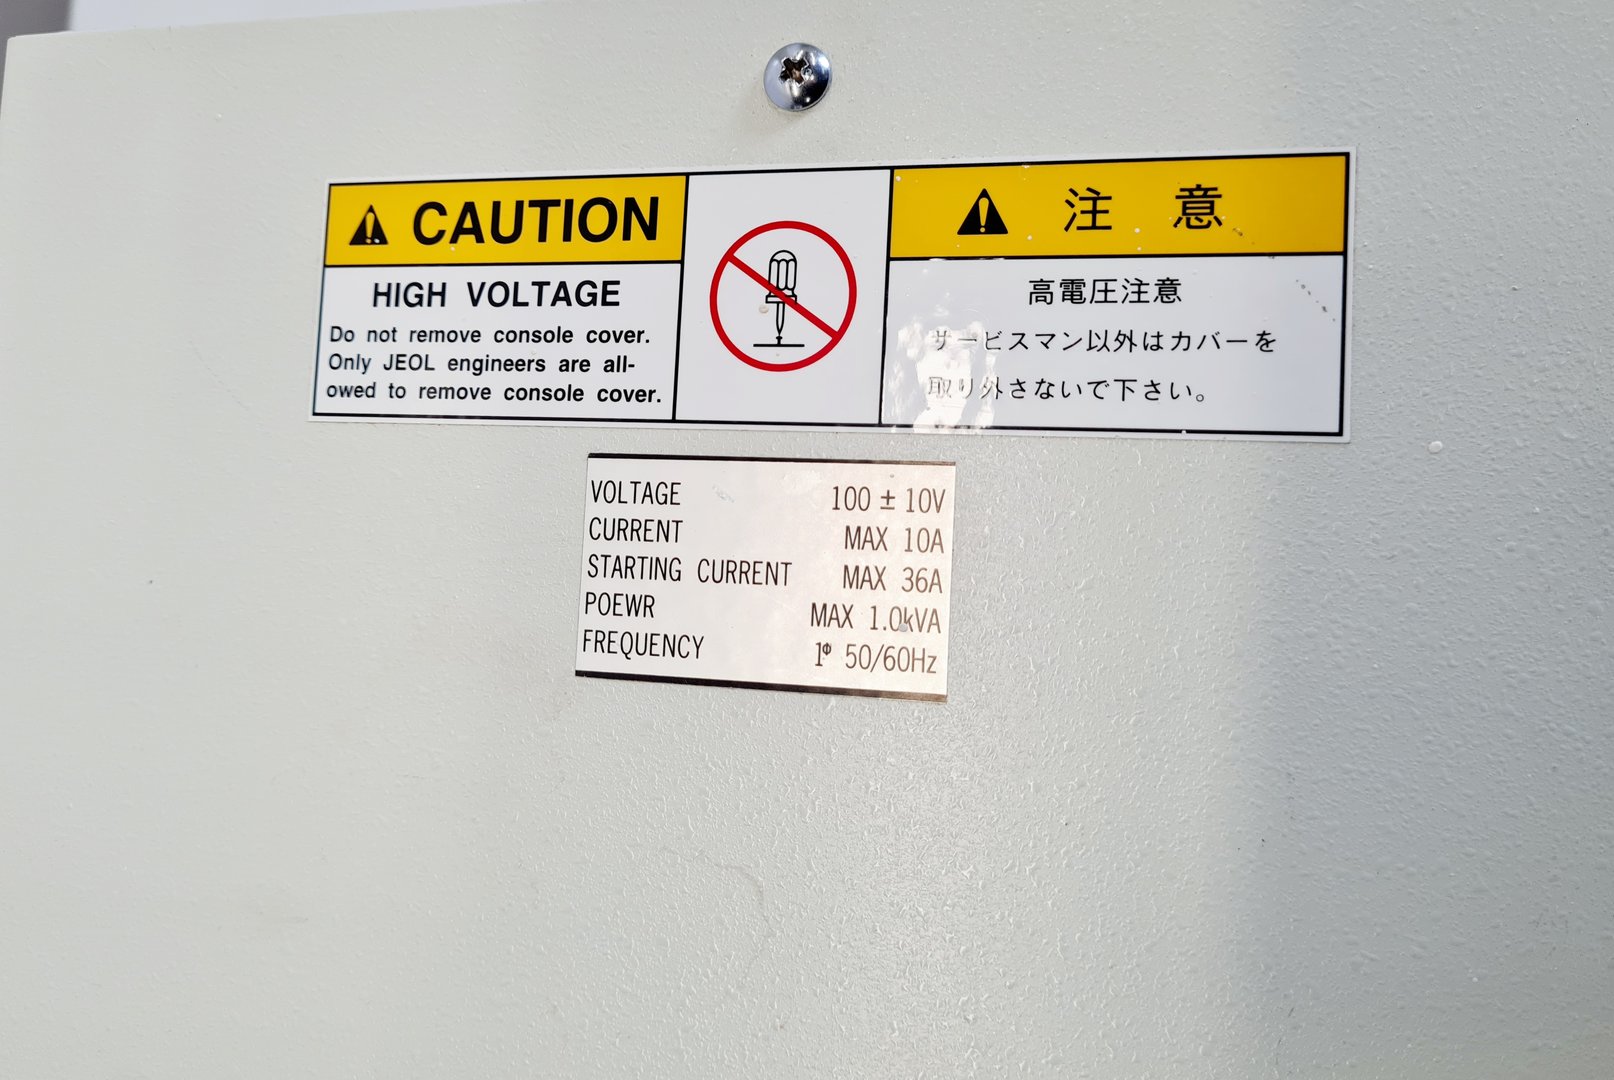 CAUTION
HIGH VOLTAGE
Do not remove console cover.
Only JEOL engineers are all-
owed to remove console cover.
注 意
高電圧注意
サービスマン以外はカバーを
取り外さないで下さい。
VOLTAGE 100 ± 10V
CURRENT MAX 10A
STARTING CURRENT MAX 36A
POEWR MAX 1.0kVA
FREQUENCY 1ᶲ 50/60Hz